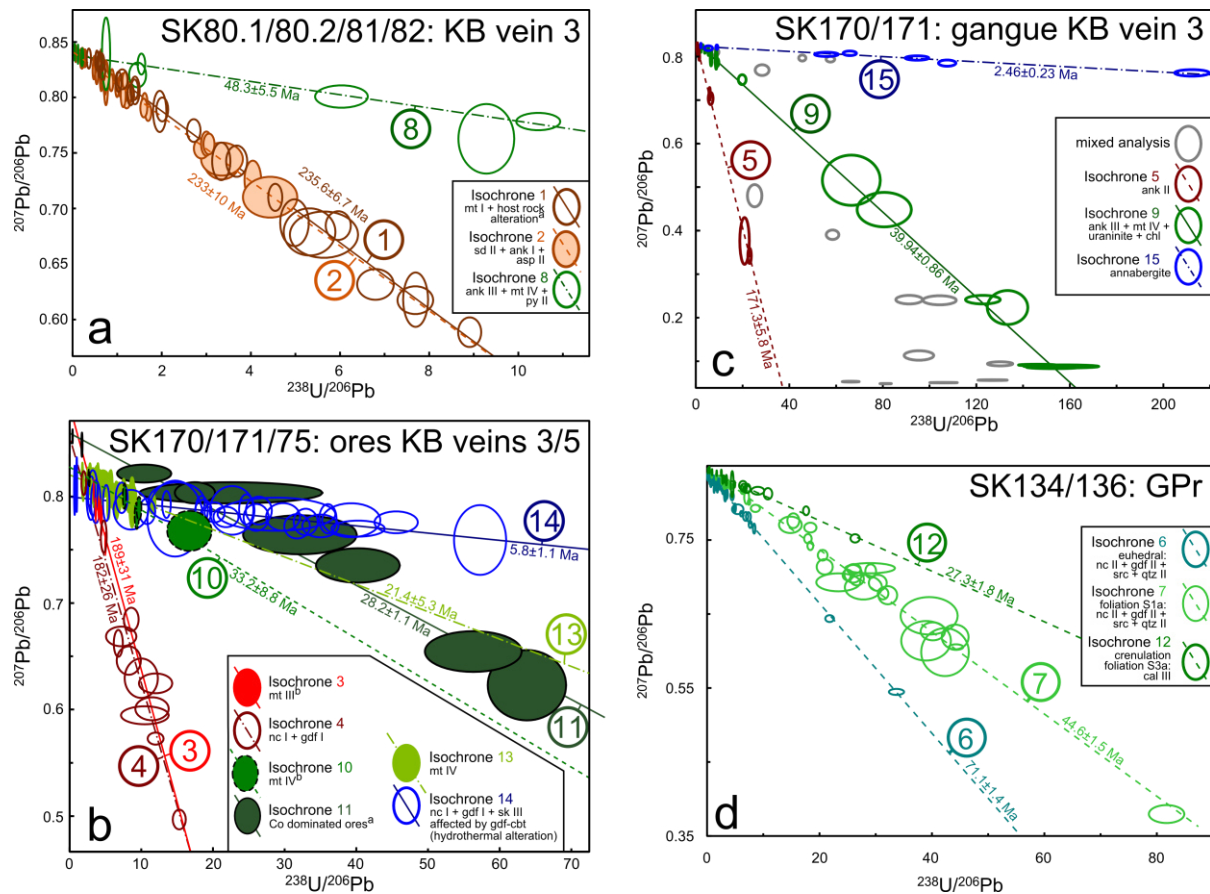 SK80.1/80.2/81/82: KB vein 3
0.85
0.80
0.75
0.70
0.65
0.60
207Pb/206Pb
48.3±5.5 Ma
8
235.6±6.7 Ma
233±10 Ma
1
2
Isochrone 1
mt I + host rock
alterationa
Isochrone 2
sd II + ank I +
asp II
Isochrone 8
ank III + mt IV +
py II
a
0
2
4
6
8
10
238U/206Pb
SK170/171: gangue KB vein 3
0.8
0.6
0.4
0.2
207Pb/206Pb
15
2.46±0.23 Ma
9
5
39.94±0.86 Ma
171.3±5.8 Ma
mixed analysis
Isochrone 5
ank II
Isochrone 9
ank III + mt IV +
uraninite + chl
Isochrone 15
annabergite
c
0
40
80
120
160
200
238U/206Pb
SK170/171/75: ores KB veins 3/5
0.8
0.7
0.6
0.5
207Pb/206Pb
14
5.8±1.1 Ma
189±31 Ma
182±26 Ma
10
33.2±8.8 Ma
21.4±5.3 Ma
28.2±1.1 Ma
13
11
4
3
Isochrone 3
mt IIIb
Isochrone 4
nc I + gdf I
Isochrone 10
mt IVb
Isochrone 11
Co dominated oresa
Isochrone 13
mt IV
Isochrone 14
nc I + gdf I + sk III
affected by gdf-cbt
(hydrothermal alteration)
b
0
10
20
30
40
50
60
70
238U/206Pb
SK134/136: GPr
0.75
0.55
0.35
207Pb/206Pb
12
27.3±1.8 Ma
7
44.6±1.5 Ma
6
71.1±1.4 Ma
Isochrone 6
euhedral:
nc II + gdf II +
src + qtz II
Isochrone 7
foliation S1a:
nc II + gdf II +
src + qtz II
Isochrone 12
crenulation
foliation S3a:
cal III
d
0
20
40
60
80
238U/206Pb